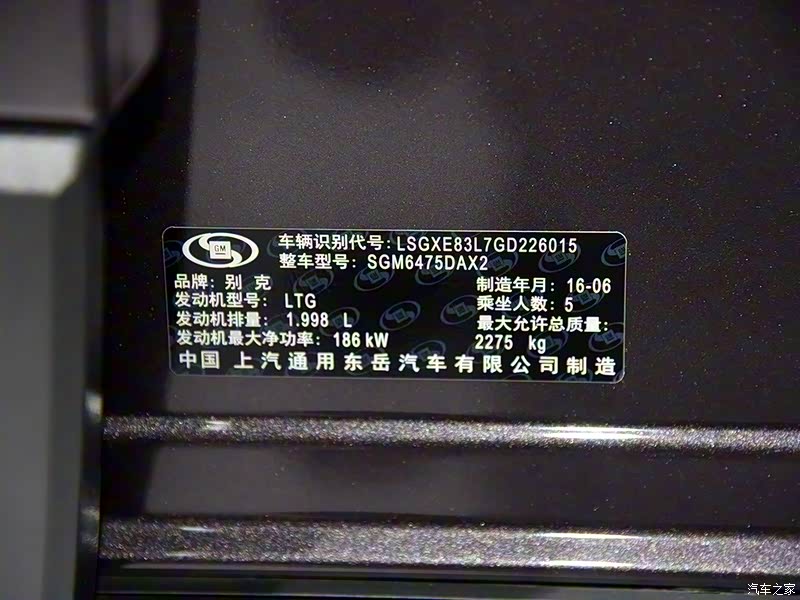 GM
车辆识别代号: LSGXE83L7GD226015
整车型号: SGM6475DAX2
品牌: 别克
制造年月: 16-06
发动机型号: LTG
乘坐人数: 5
发动机排量: 1.998 L
最大允许总质量:
发动机最大净功率: 186 kW
2275 kg
中国 上汽通用东岳汽车有限公司制造
汽车之家